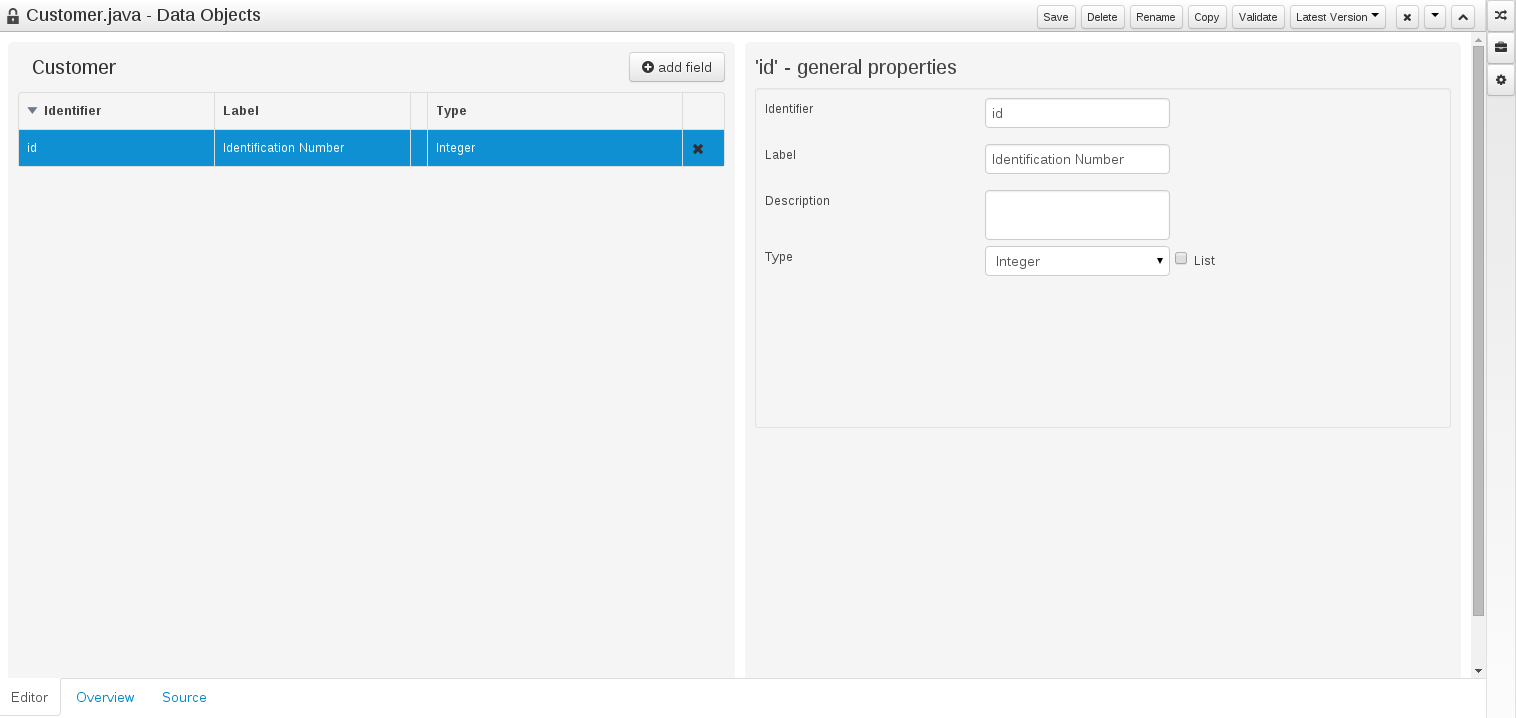 Customer.java - Data Objects
Save Delete Rename Copy Validate Latest Version
Customer
add field
Identifier Label Type
id Identification Number Integer
'id' - general properties
Identifier id
Label Identification Number
Description
Type Integer List
Editor Overview Source